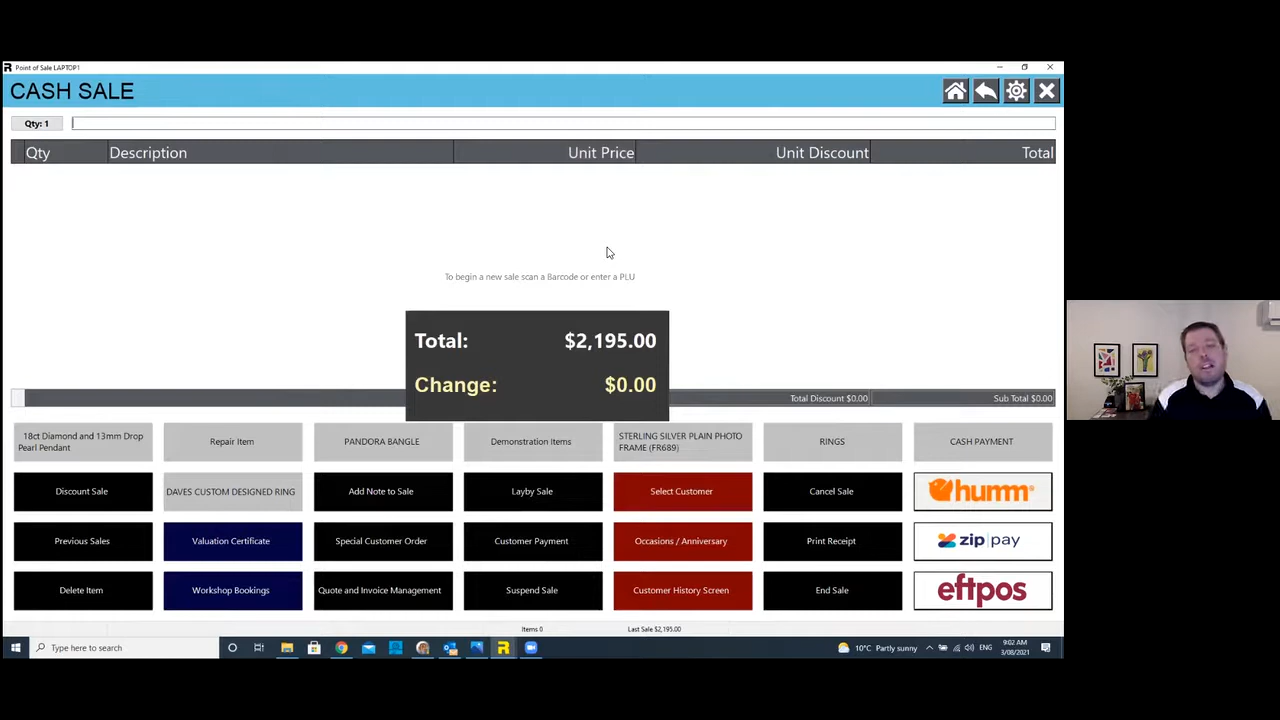 Point of Sale LAPTOP1
CASH SALE
Qty: 1
Qty Description Unit Price Unit Discount Total
To begin a new sale scan a Barcode or enter a PLU
Total: $2,195.00
Change: $0.00
Total Discount $0.00 Sub Total $0.00
18ct Diamond and 13mm Drop
Pearl Pendant
Repair Item
PANDORA BANGLE
Demonstration Items
STERLING SILVER PLAIN PHOTO
FRAME (FR689)
RINGS
CASH PAYMENT
Discount Sale
DAVES CUSTOM DESIGNED RING
Add Note to Sale
Layby Sale
Select Customer
Cancel Sale
humm
Previous Sales
Valuation Certificate
Special Customer Order
Customer Payment
Occasions / Anniversary
Print Receipt
zip pay
Delete Item
Workshop Bookings
Quote and Invoice Management
Suspend Sale
Customer History Screen
End Sale
eftpos
Items 0 Last Sale $2,195.00
Type here to search
10°C Partly sunny
ENG
9:02 AM
3/08/2021